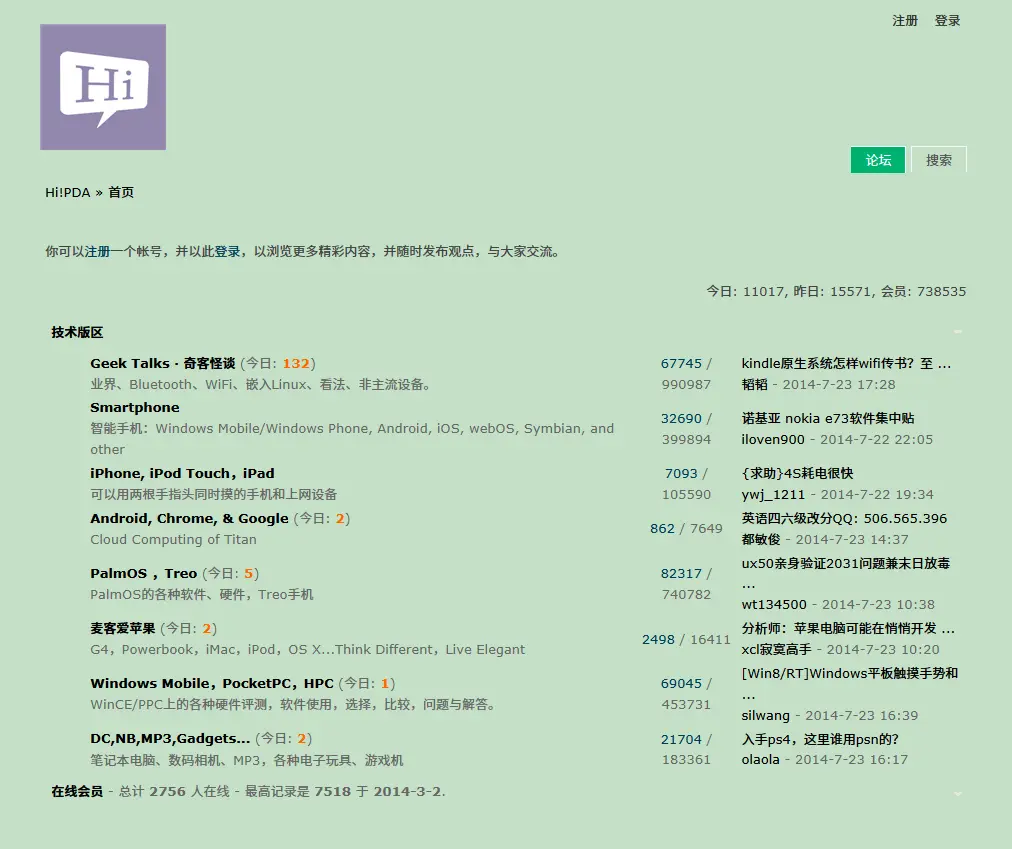 注册 登录
Hi
论坛 搜索
Hi!PDA » 首页
你可以注册一个帐号，并以此登录，以浏览更多精彩内容，并随时发布观点，与大家交流。
今日: 11017, 昨日: 15571, 会员: 738535
技术版区
Geek Talks · 奇客怪谈 (今日: 132)
业界、Bluetooth、WiFi、嵌入Linux、看法、非主流设备。
67745 /
990987
kindle原生系统怎样wifi传书？至 ...
韬韬 - 2014-7-23 17:28
Smartphone
智能手机：Windows Mobile/Windows Phone, Android, iOS, webOS, Symbian, and
other
32690 /
399894
诺基亚 nokia e73软件集中贴
iloven900 - 2014-7-22 22:05
iPhone, iPod Touch，iPad
可以用两根手指头同时摸的手机和上网设备
7093 /
105590
{求助}4S耗电很快
ywj_1211 - 2014-7-22 19:34
Android, Chrome, & Google (今日: 2)
Cloud Computing of Titan
862 / 7649
英语四六级改分QQ：506.565.396
都敏俊 - 2014-7-23 14:37
PalmOS ，Treo (今日: 5)
PalmOS的各种软件、硬件，Treo手机
82317 /
740782
ux50亲身验证2031问题兼末日放毒
...
wt134500 - 2014-7-23 10:38
麦客爱苹果 (今日: 2)
G4，Powerbook，iMac，iPod，OS X...Think Different，Live Elegant
2498 / 16411
分析师：苹果电脑可能在悄悄开发 ...
xcl寂寞高手 - 2014-7-23 10:20
Windows Mobile，PocketPC，HPC (今日: 1)
WinCE/PPC上的各种硬件评测，软件使用，选择，比较，问题与解答。
69045 /
453731
[Win8/RT]Windows平板触摸手势和
...
silwang - 2014-7-23 16:39
DC,NB,MP3,Gadgets... (今日: 2)
笔记本电脑、数码相机、MP3，各种电子玩具、游戏机
21704 /
183361
入手ps4，这里谁用psn的？
olaola - 2014-7-23 16:17
在线会员 - 总计 2756 人在线 - 最高记录是 7518 于 2014-3-2.